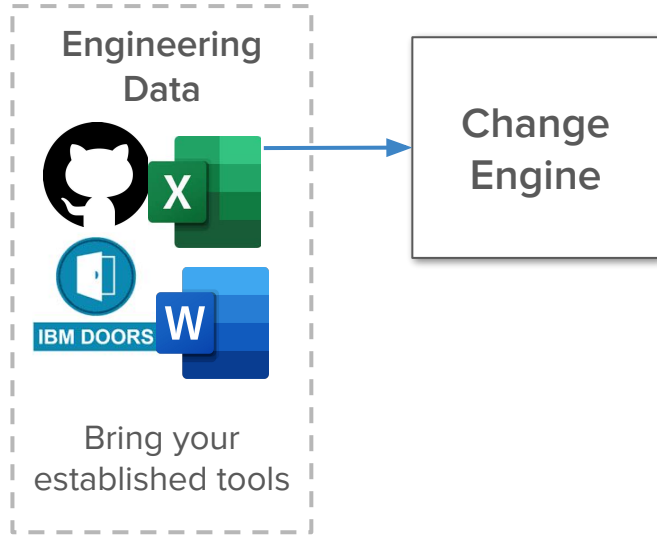 Engineering
Data
X
IBM DOORS
W
Bring your
established tools
Change
Engine